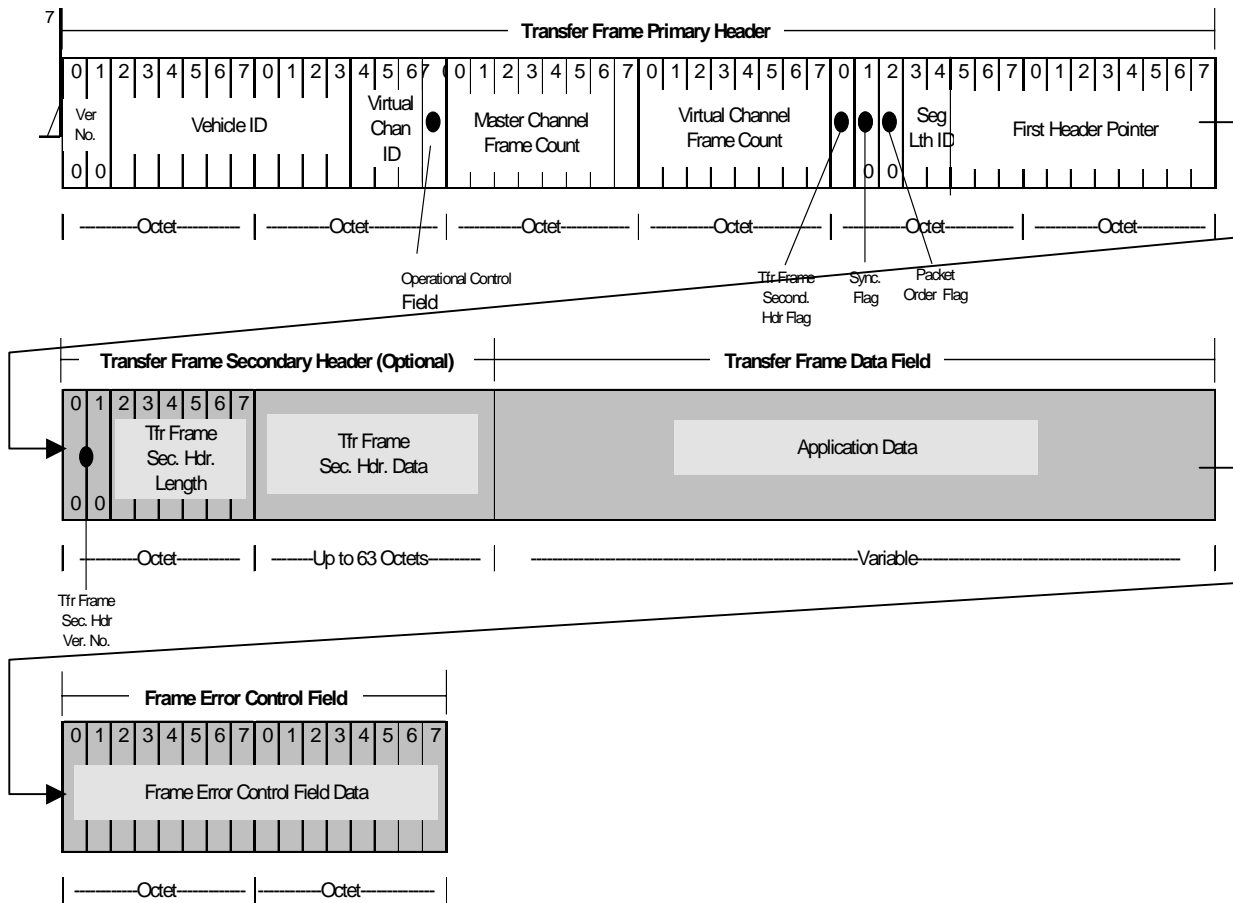 7
Transfer Frame Primary Header
0 1 2 3 4 5 6 7 0 1 2 3 4 5 6 7 0 0 1 2 3 4 5 6 7 0 1 2 3 4 5 6 7 0 1 2 3 4 5 6 7 0 1 2 3 4 5 6 7
Ver
No.
Vehicle ID
Virtual
Chan
ID
Master Channel
Frame Count
Virtual Channel
Frame Count
Seg
Lth ID
First Header Pointer
0 0 0 0
Octet Octet Octet Octet Octet Octet
Operational Control
Field
Tfr Frame
Second.
Hdr Flag
Sync.
Flag
Packet
Order Flag
Transfer Frame Secondary Header (Optional) Transfer Frame Data Field
0 1 2 3 4 5 6 7
Tfr Frame
Sec. Hdr.
Length
Tfr Frame
Sec. Hdr. Data
Application Data
0 0
Octet Up to 63 Octets Variable
Tfr Frame
Sec. Hdr
Ver. No.
Frame Error Control Field
0 1 2 3 4 5 6 7 0 1 2 3 4 5 6 7
Frame Error Control Field Data
Octet Octet